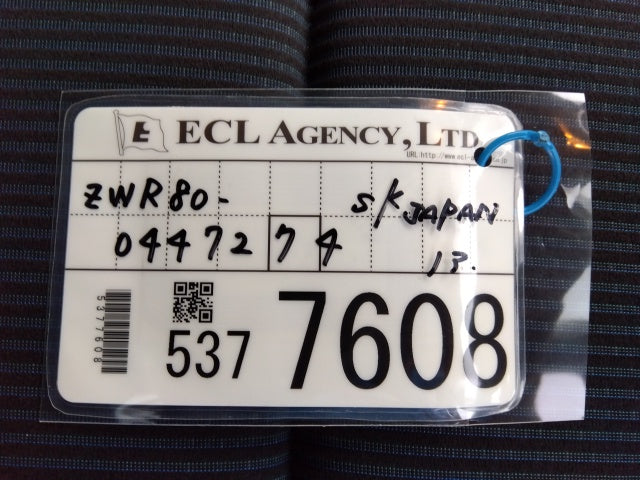 E ECL AGENCY, LTD.
ZWR80-
S/K JAPAN
0447274
13.
5377608
537 7608